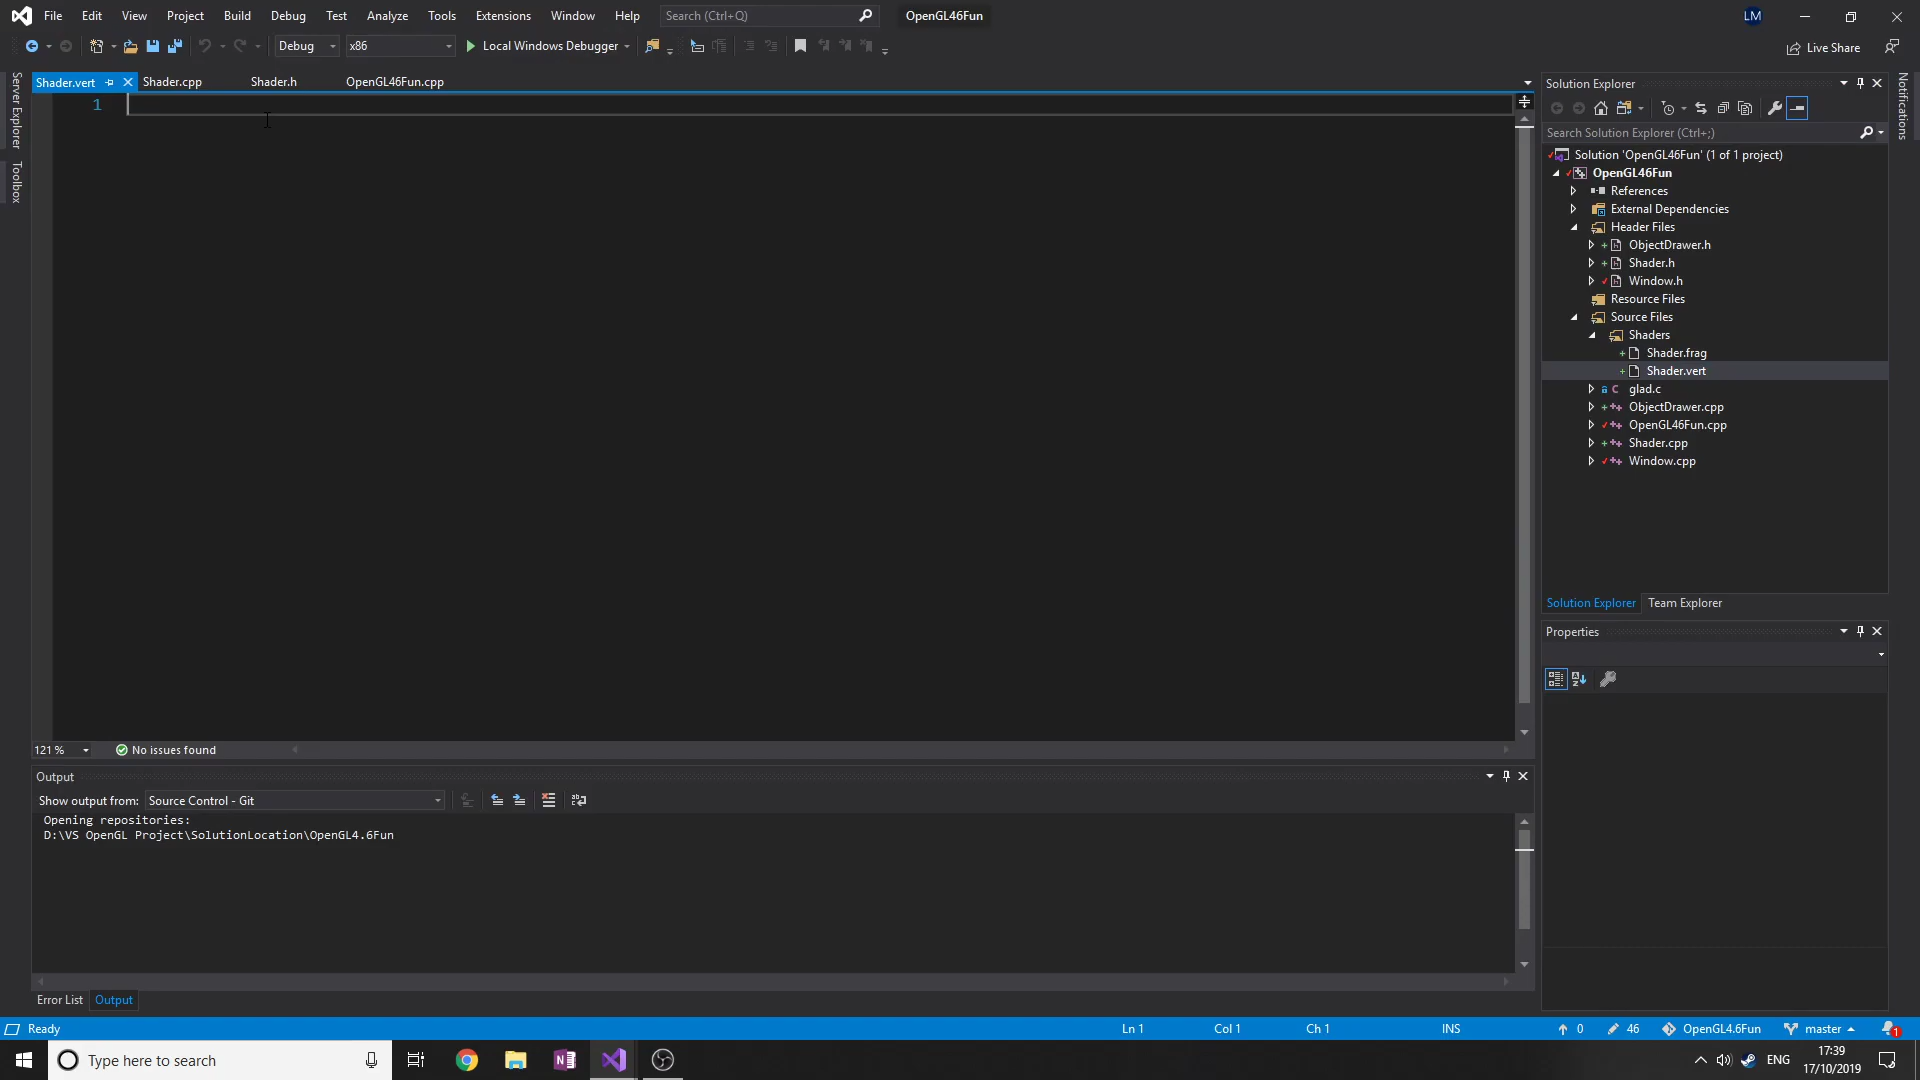 File Edit View Project Build Debug Test Analyze Tools Extensions Window Help Search (Ctrl+Q) OpenGL46Fun LM
Debug x86 Local Windows Debugger Live Share
Server Explorer
Toolbox
Shader.vert Shader.cpp Shader.h OpenGL46Fun.cpp
1
Solution Explorer
Search Solution Explorer (Ctrl+;)
Solution 'OpenGL46Fun' (1 of 1 project)
OpenGL46Fun
References
External Dependencies
Header Files
ObjectDrawer.h
Shader.h
Window.h
Resource Files
Source Files
Shaders
Shader.frag
Shader.vert
glad.c
ObjectDrawer.cpp
OpenGL46Fun.cpp
Shader.cpp
Window.cpp
Solution Explorer Team Explorer
Properties
Notifications
121 % No issues found
Output
Show output from: Source Control - Git
Opening repositories:
D:\VS OpenGL Project\SolutionLocation\OpenGL4.6Fun
Error List Output
Ready Ln 1 Col 1 Ch 1 INS 0 46 OpenGL4.6Fun master 1
Type here to search ENG 17:39
17/10/2019